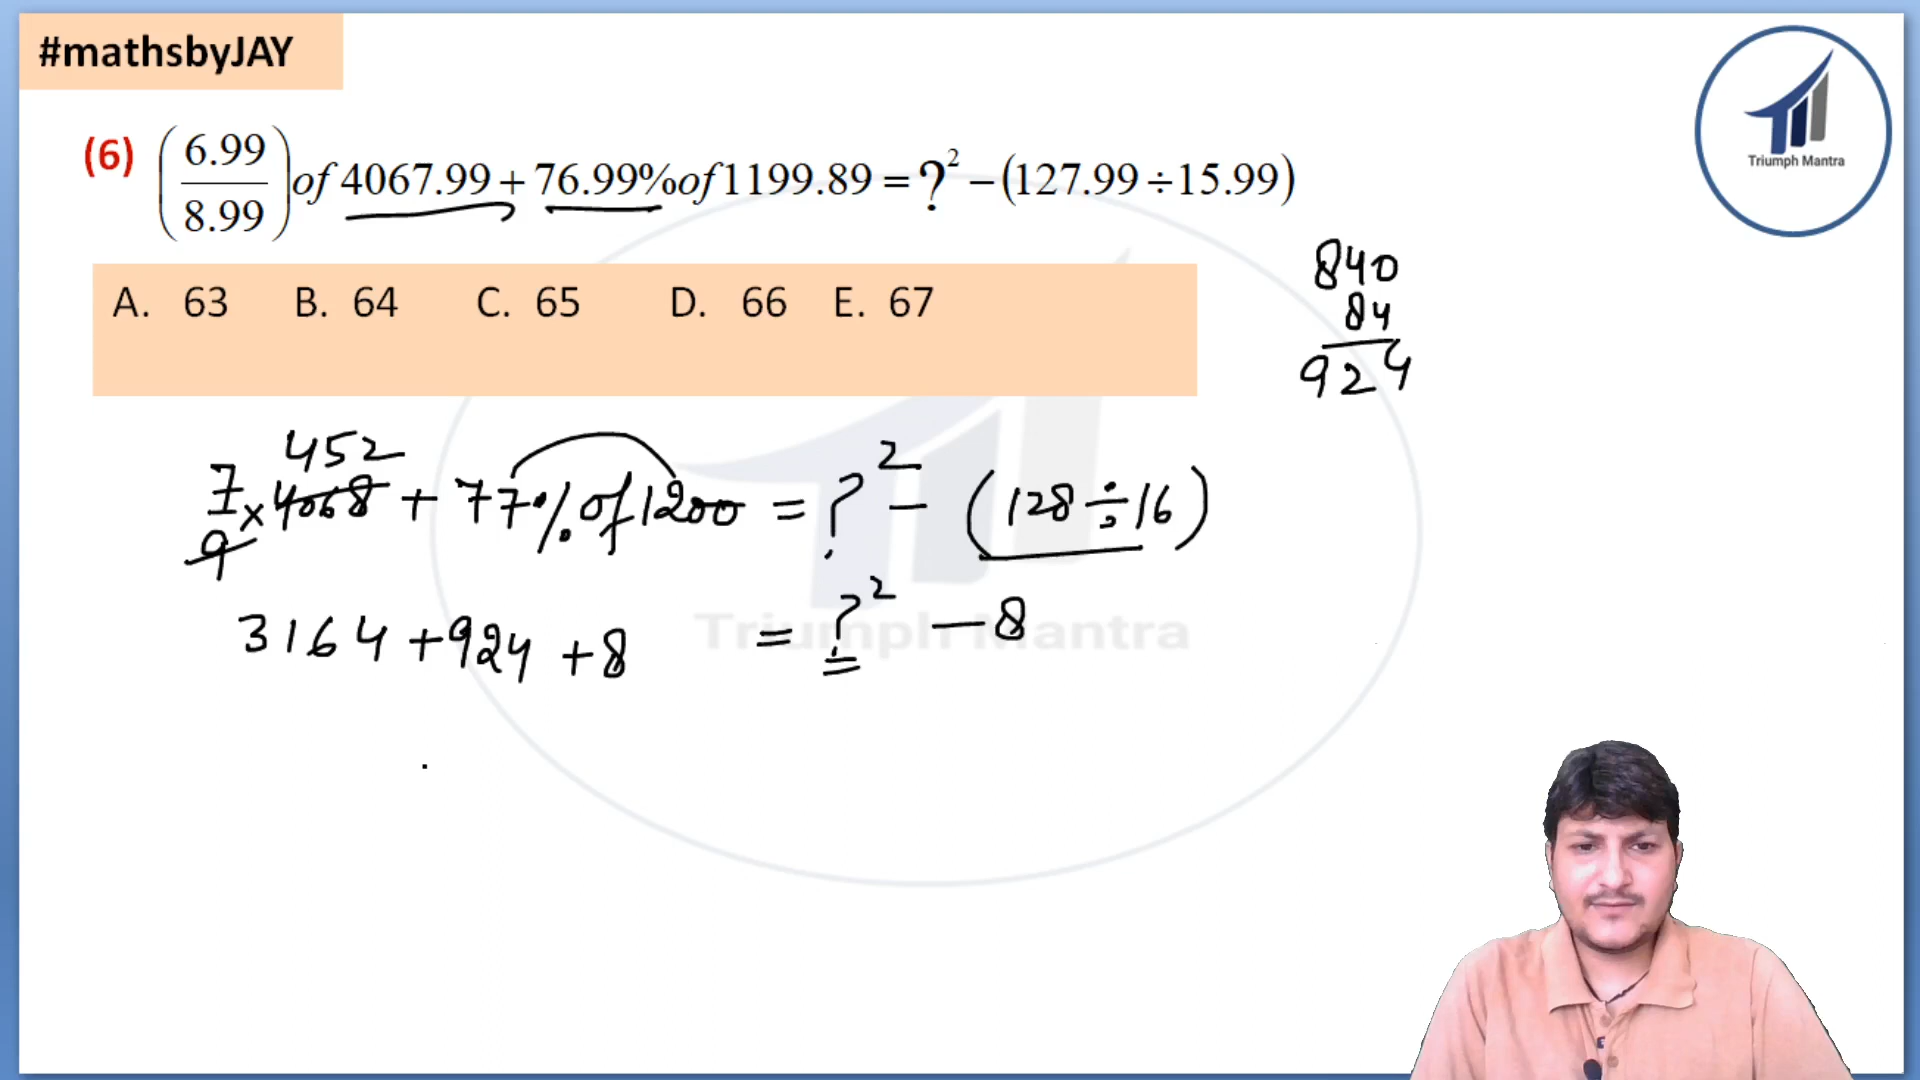 #mathsbyJAY
Triumph Mantra
(6) (6.99/8.99) of 4067.99 + 76.99% of 1199.89 = ?² − (127.99 ÷ 15.99)
A. 63 B. 64 C. 65 D. 66 E. 67
840
84
924
452
7/9 × 4068 + 77% of 1200 = ?² − (128 ÷ 16)
3164 + 924 + 8 = ?² − 8
Triumph Mantra